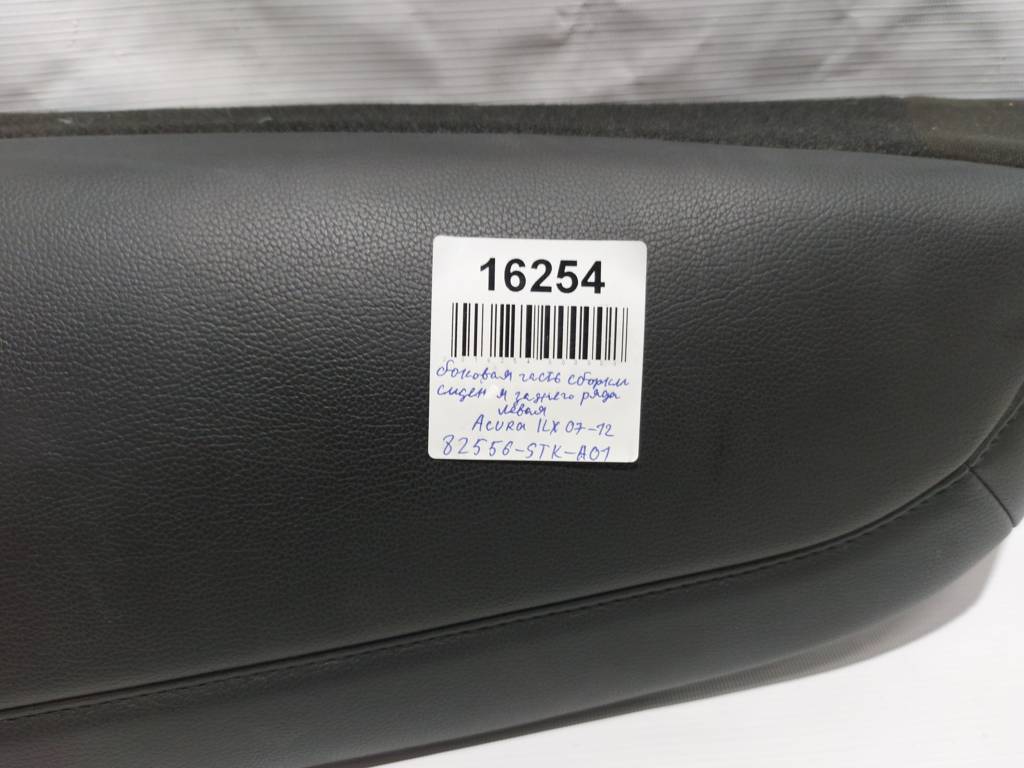 16254
боковая часть сборки
сиден я заднего ряда
левая
Acura ILX 07-12
82556-STK-A01